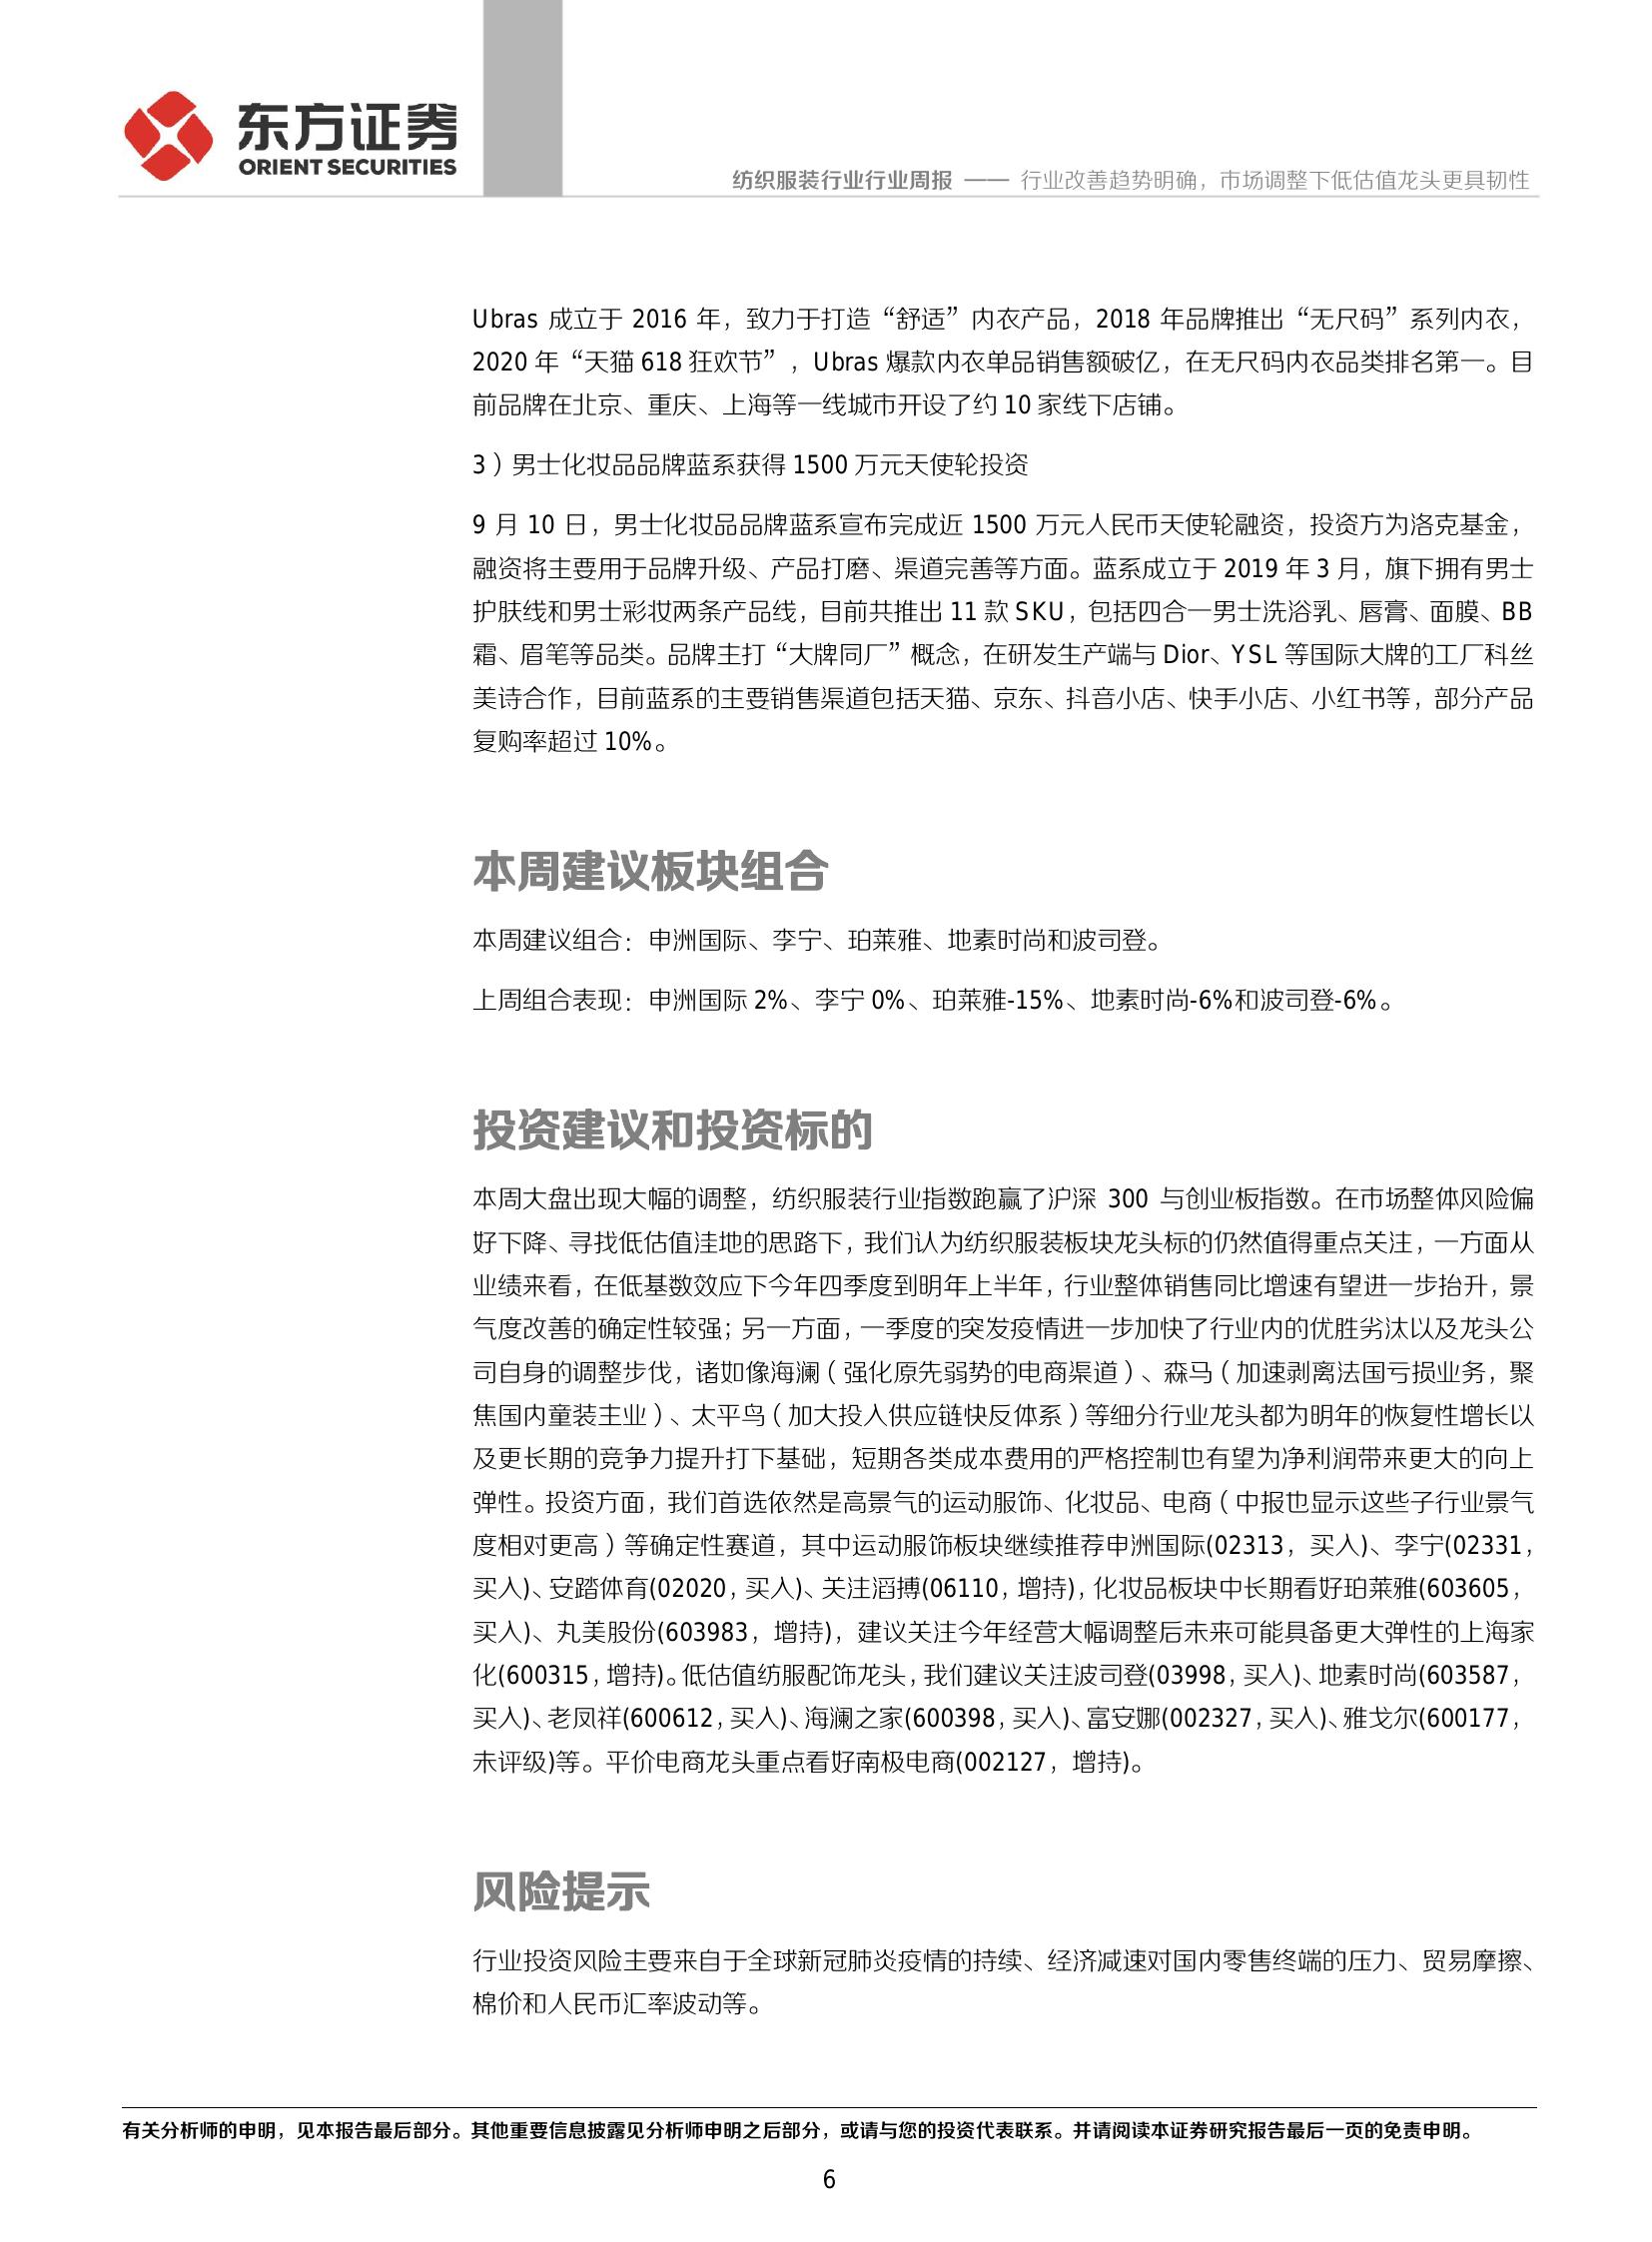 东方证券
ORIENT SECURITIES
纺织服装行业行业周报 —— 行业改善趋势明确，市场调整下低估值龙头更具韧性
Ubras 成立于 2016 年，致力于打造“舒适”内衣产品，2018 年品牌推出“无尺码”系列内衣，
2020 年“天猫 618 狂欢节”，Ubras 爆款内衣单品销售额破亿，在无尺码内衣品类排名第一。目
前品牌在北京、重庆、上海等一线城市开设了约 10 家线下店铺。
3）男士化妆品品牌蓝系获得 1500 万元天使轮投资
9 月 10 日，男士化妆品品牌蓝系宣布完成近 1500 万元人民币天使轮融资，投资方为洛克基金，
融资将主要用于品牌升级、产品打磨、渠道完善等方面。蓝系成立于 2019 年 3 月，旗下拥有男士
护肤线和男士彩妆两条产品线，目前共推出 11 款 SKU，包括四合一男士洗浴乳、唇膏、面膜、BB
霜、眉笔等品类。品牌主打“大牌同厂”概念，在研发生产端与 Dior、YSL 等国际大牌的工厂科丝
美诗合作，目前蓝系的主要销售渠道包括天猫、京东、抖音小店、快手小店、小红书等，部分产品
复购率超过 10%。
本周建议板块组合
本周建议组合：申洲国际、李宁、珀莱雅、地素时尚和波司登。
上周组合表现：申洲国际 2%、李宁 0%、珀莱雅-15%、地素时尚-6%和波司登-6%。
投资建议和投资标的
本周大盘出现大幅的调整，纺织服装行业指数跑赢了沪深 300 与创业板指数。在市场整体风险偏
好下降、寻找低估值洼地的思路下，我们认为纺织服装板块龙头标的仍然值得重点关注，一方面从
业绩来看，在低基数效应下今年四季度到明年上半年，行业整体销售同比增速有望进一步抬升，景
气度改善的确定性较强；另一方面，一季度的突发疫情进一步加快了行业内的优胜劣汰以及龙头公
司自身的调整步伐，诸如像海澜（强化原先弱势的电商渠道）、森马（加速剥离法国亏损业务，聚
焦国内童装主业）、太平鸟（加大投入供应链快反体系）等细分行业龙头都为明年的恢复性增长以
及更长期的竞争力提升打下基础，短期各类成本费用的严格控制也有望为净利润带来更大的向上
弹性。投资方面，我们首选依然是高景气的运动服饰、化妆品、电商（中报也显示这些子行业景气
度相对更高）等确定性赛道，其中运动服饰板块继续推荐申洲国际(02313，买入)、李宁(02331，
买入)、安踏体育(02020，买入)、关注滔搏(06110，增持)，化妆品板块中长期看好珀莱雅(603605，
买入)、丸美股份(603983，增持)，建议关注今年经营大幅调整后未来可能具备更大弹性的上海家
化(600315，增持)。低估值纺服配饰龙头，我们建议关注波司登(03998，买入)、地素时尚(603587，
买入)、老凤祥(600612，买入)、海澜之家(600398，买入)、富安娜(002327，买入)、雅戈尔(600177，
未评级)等。平价电商龙头重点看好南极电商(002127，增持)。
风险提示
行业投资风险主要来自于全球新冠肺炎疫情的持续、经济减速对国内零售终端的压力、贸易摩擦、
棉价和人民币汇率波动等。
有关分析师的申明，见本报告最后部分。其他重要信息披露见分析师申明之后部分，或请与您的投资代表联系。并请阅读本证券研究报告最后一页的免责申明。
6